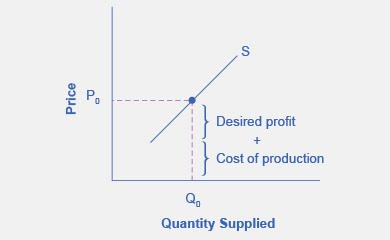 S
Price
P₀
Desired profit
+
Cost of production
Q₀
Quantity Supplied